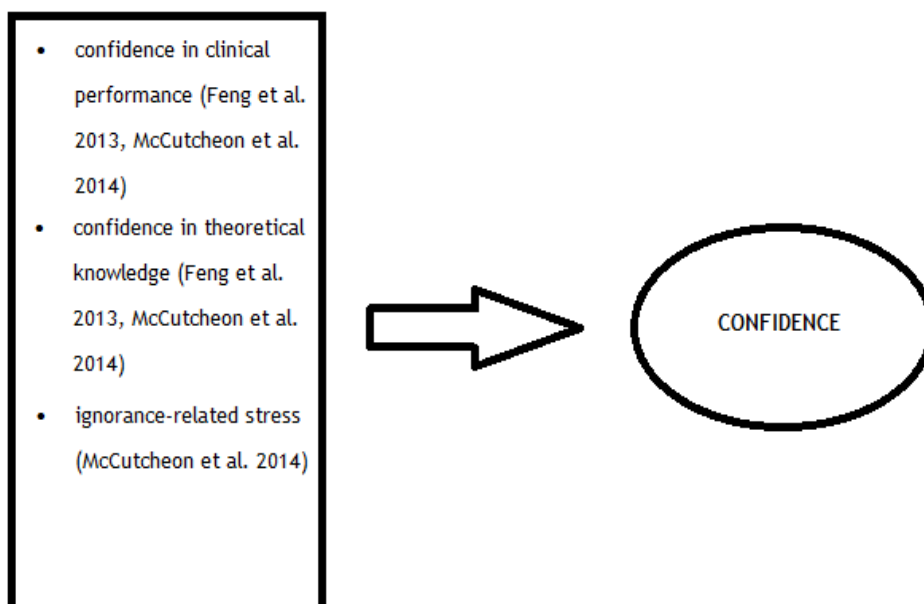 • confidence in clinical
performance (Feng et al.
2013, McCutcheon et al.
2014)
• confidence in theoretical
knowledge (Feng et al.
2013, McCutcheon et al.
2014)
• ignorance-related stress
(McCutcheon et al. 2014)
CONFIDENCE